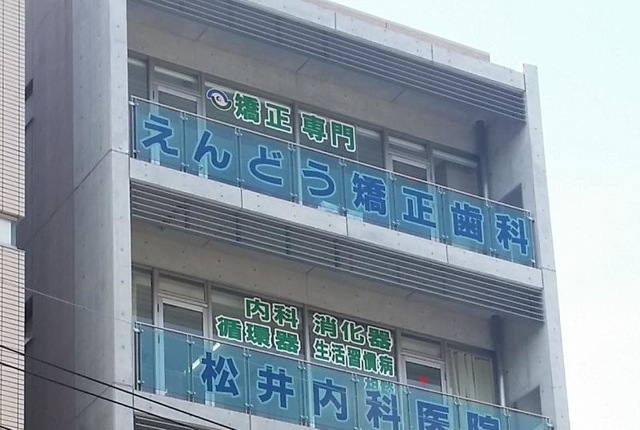 矯正 専門
えんどう矯正歯科
内科 消化器
循環器 生活習慣病
松井内科医院